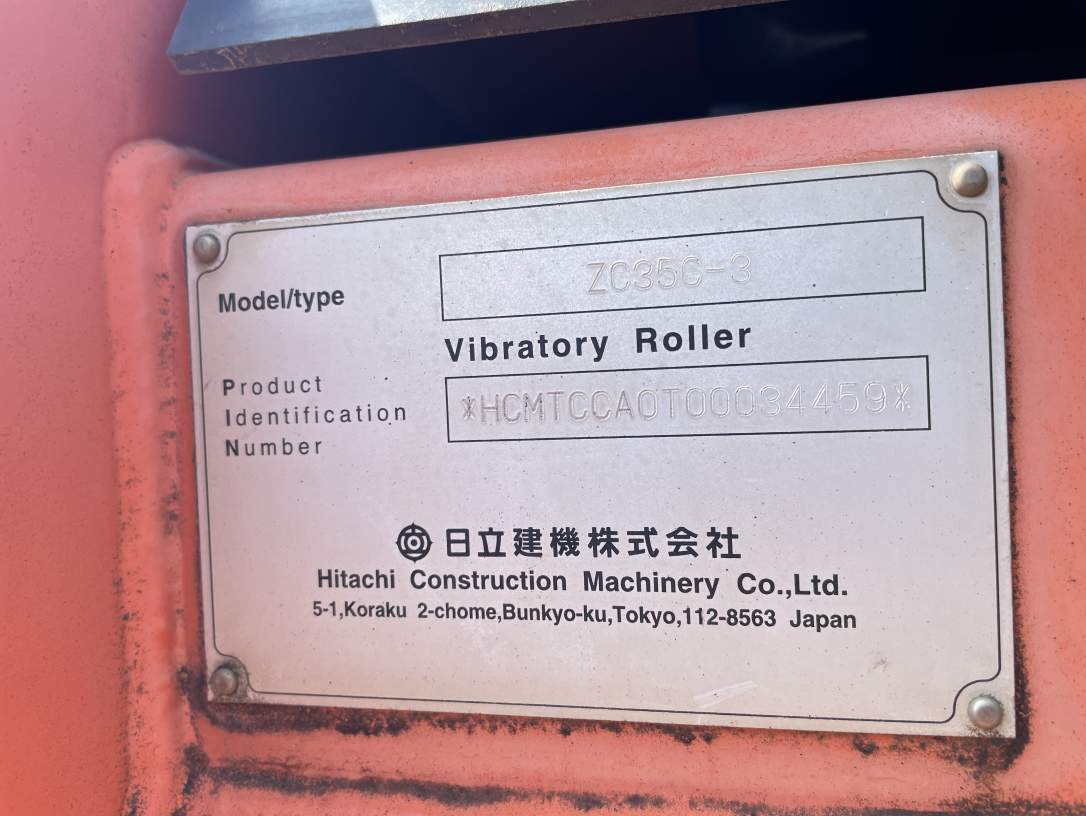 Model/type
ZC35C-3
Vibratory Roller
Product
Identification
Number
*HCMTCCA0T00034459*
日立建機株式会社
Hitachi Construction Machinery Co.,Ltd.
5-1,Koraku 2-chome,Bunkyo-ku,Tokyo,112-8563 Japan